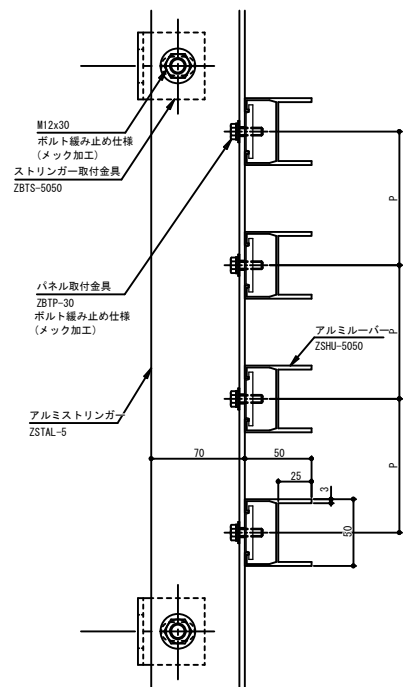 M12x30
ボルト緩み止め仕様
(メック加工)
ストリンガー取付金具
ZBTS-5050
P
パネル取付金具
ZBTP-30
ボルト緩み止め仕様
(メック加工)
P
アルミルーバー
ZSHU-5050
アルミストリンガー
ZSTAL-5
70
50
25
3
P
50